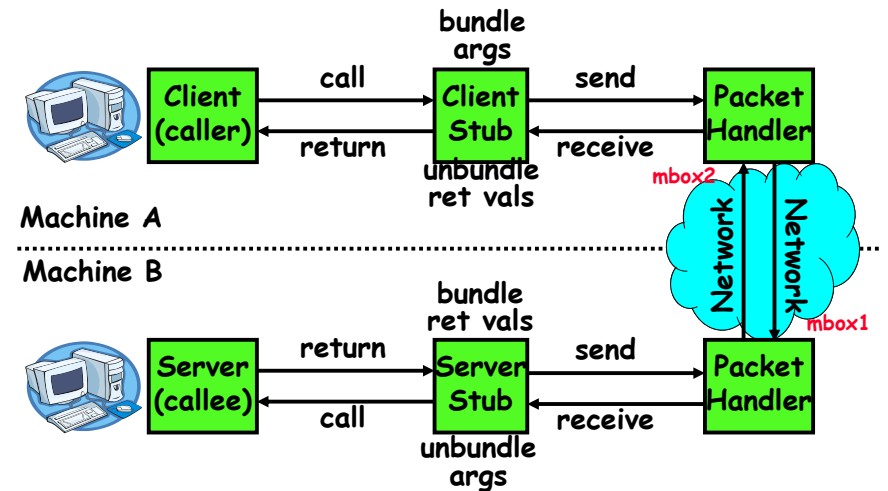 bundle
args
call
send
Client
(caller)
Client
Stub
Packet
Handler
return
receive
unbundle
ret vals
mbox2
Machine A
Network
Network
Machine B
mbox1
bundle
ret vals
return
send
Server
(callee)
Server
Stub
Packet
Handler
call
receive
unbundle
args